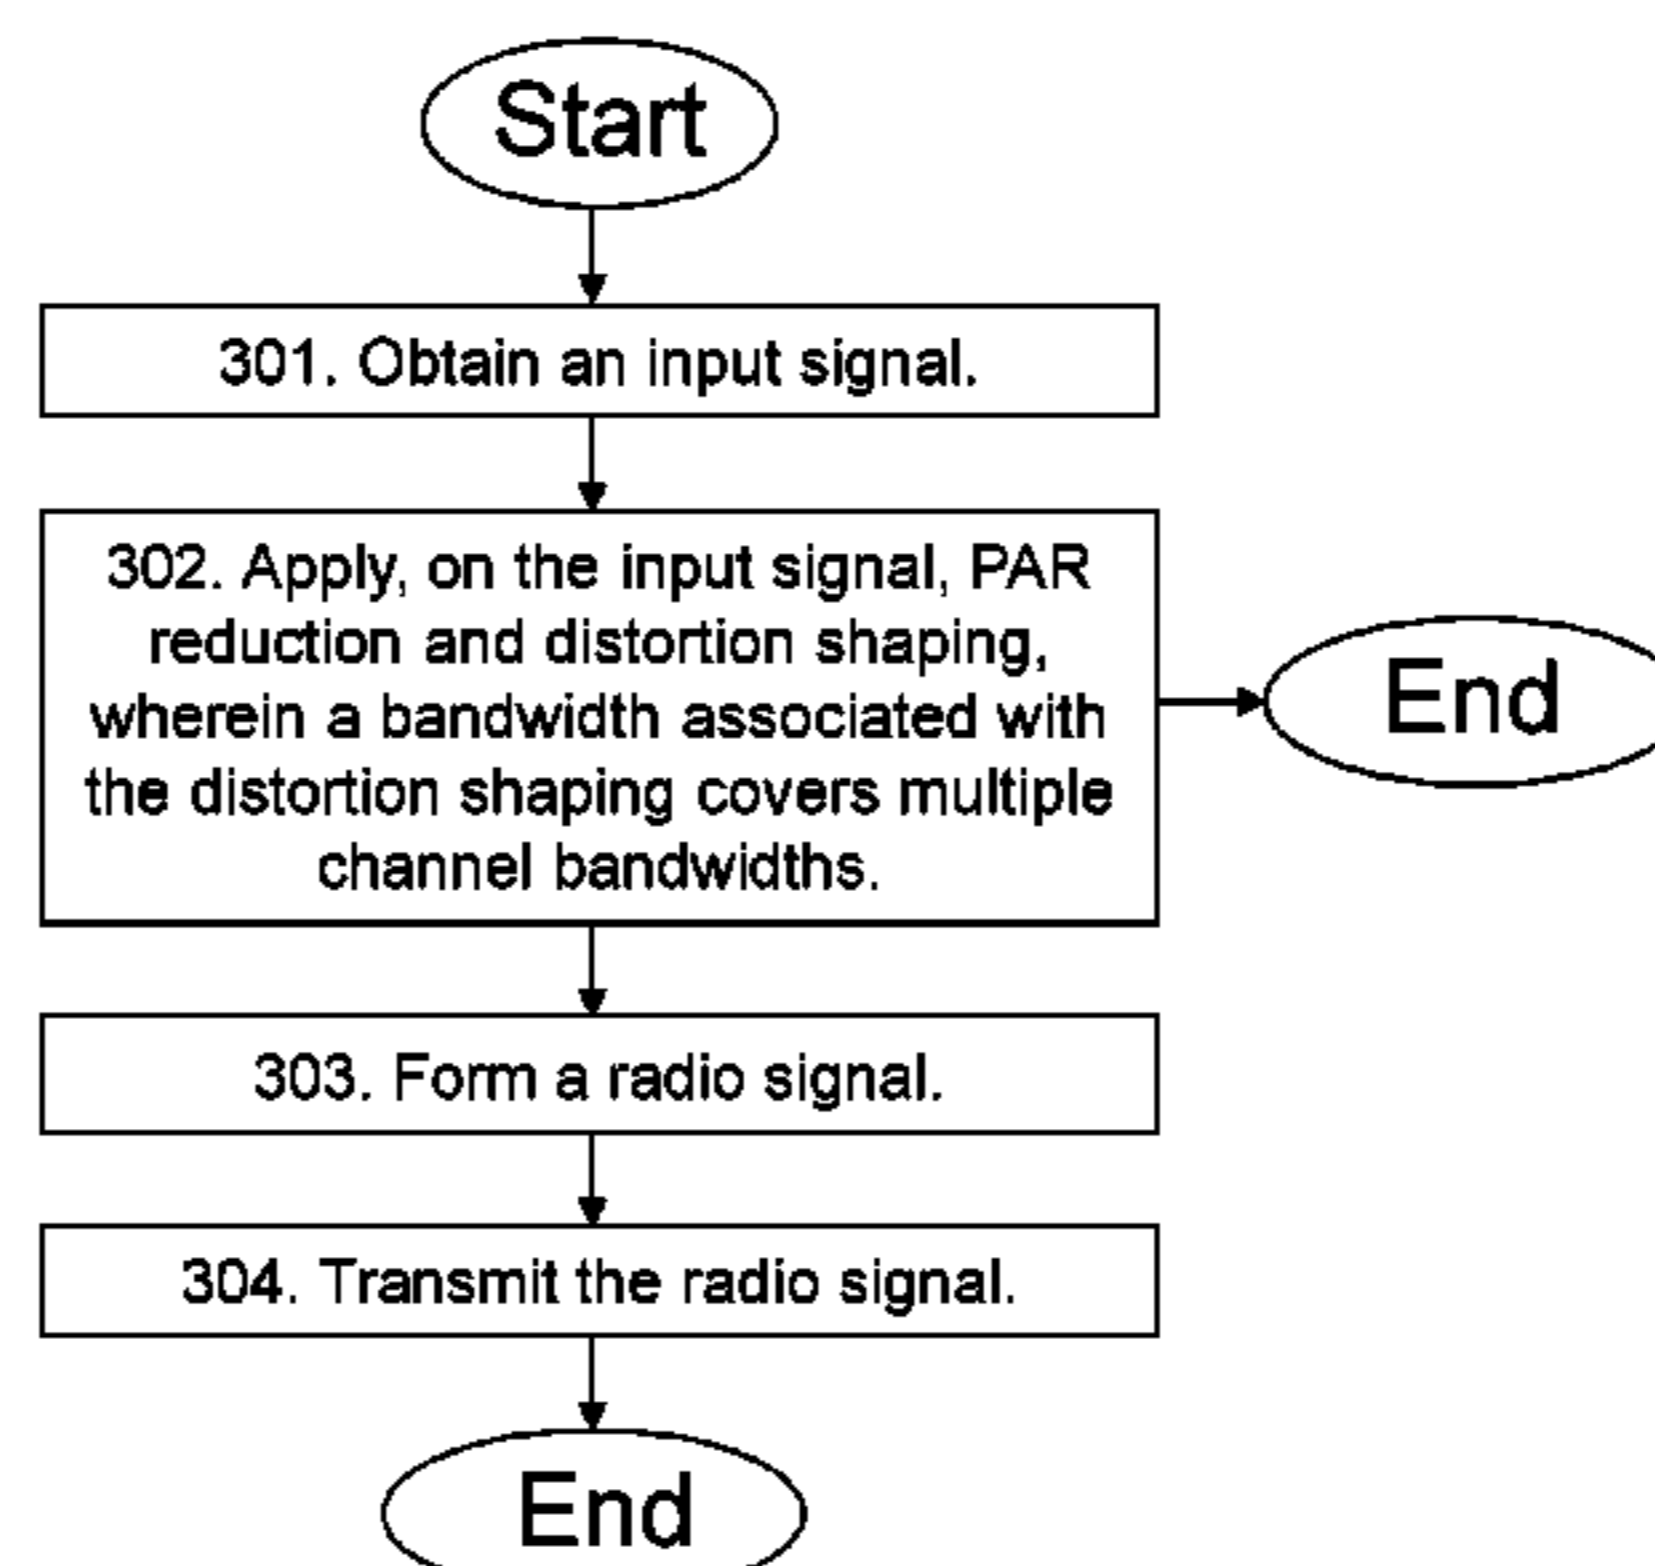 Start
301. Obtain an input signal.
302. Apply, on the input signal, PAR
reduction and distortion shaping,
wherein a bandwidth associated with
the distortion shaping covers multiple
channel bandwidths.
End
303. Form a radio signal.
304. Transmit the radio signal.
End